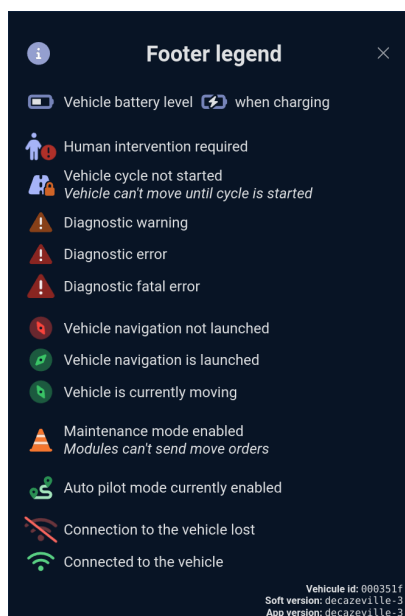 Footer legend
Vehicle battery level when charging
Human intervention required
Vehicle cycle not started
Vehicle can't move until cycle is started
Diagnostic warning
Diagnostic error
Diagnostic fatal error
Vehicle navigation not launched
Vehicle navigation is launched
Vehicle is currently moving
Maintenance mode enabled
Modules can't send move orders
Auto pilot mode currently enabled
Connection to the vehicle lost
Connected to the vehicle
Vehicule id: 000351f
Soft version: decazeville-3
App version: decazeville-3